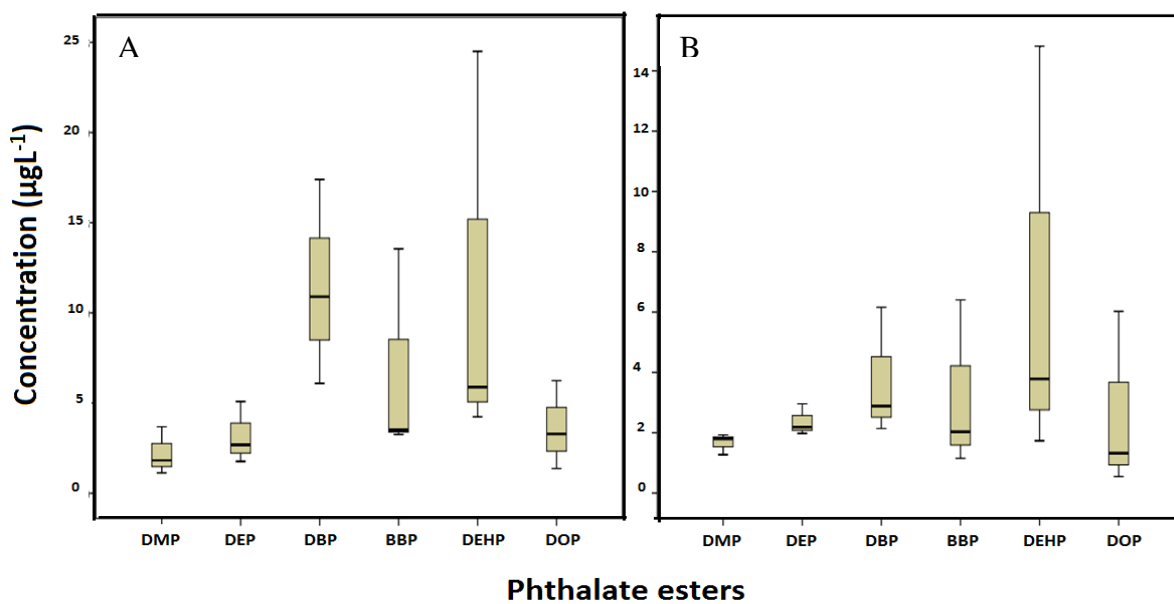 A
B
Concentration (µgL⁻¹)
25
20
15
10
5
0
14
12
10
8
6
4
2
0
DMP DEP DBP BBP DEHP DOP
DMP DEP DBP BBP DEHP DOP
Phthalate esters